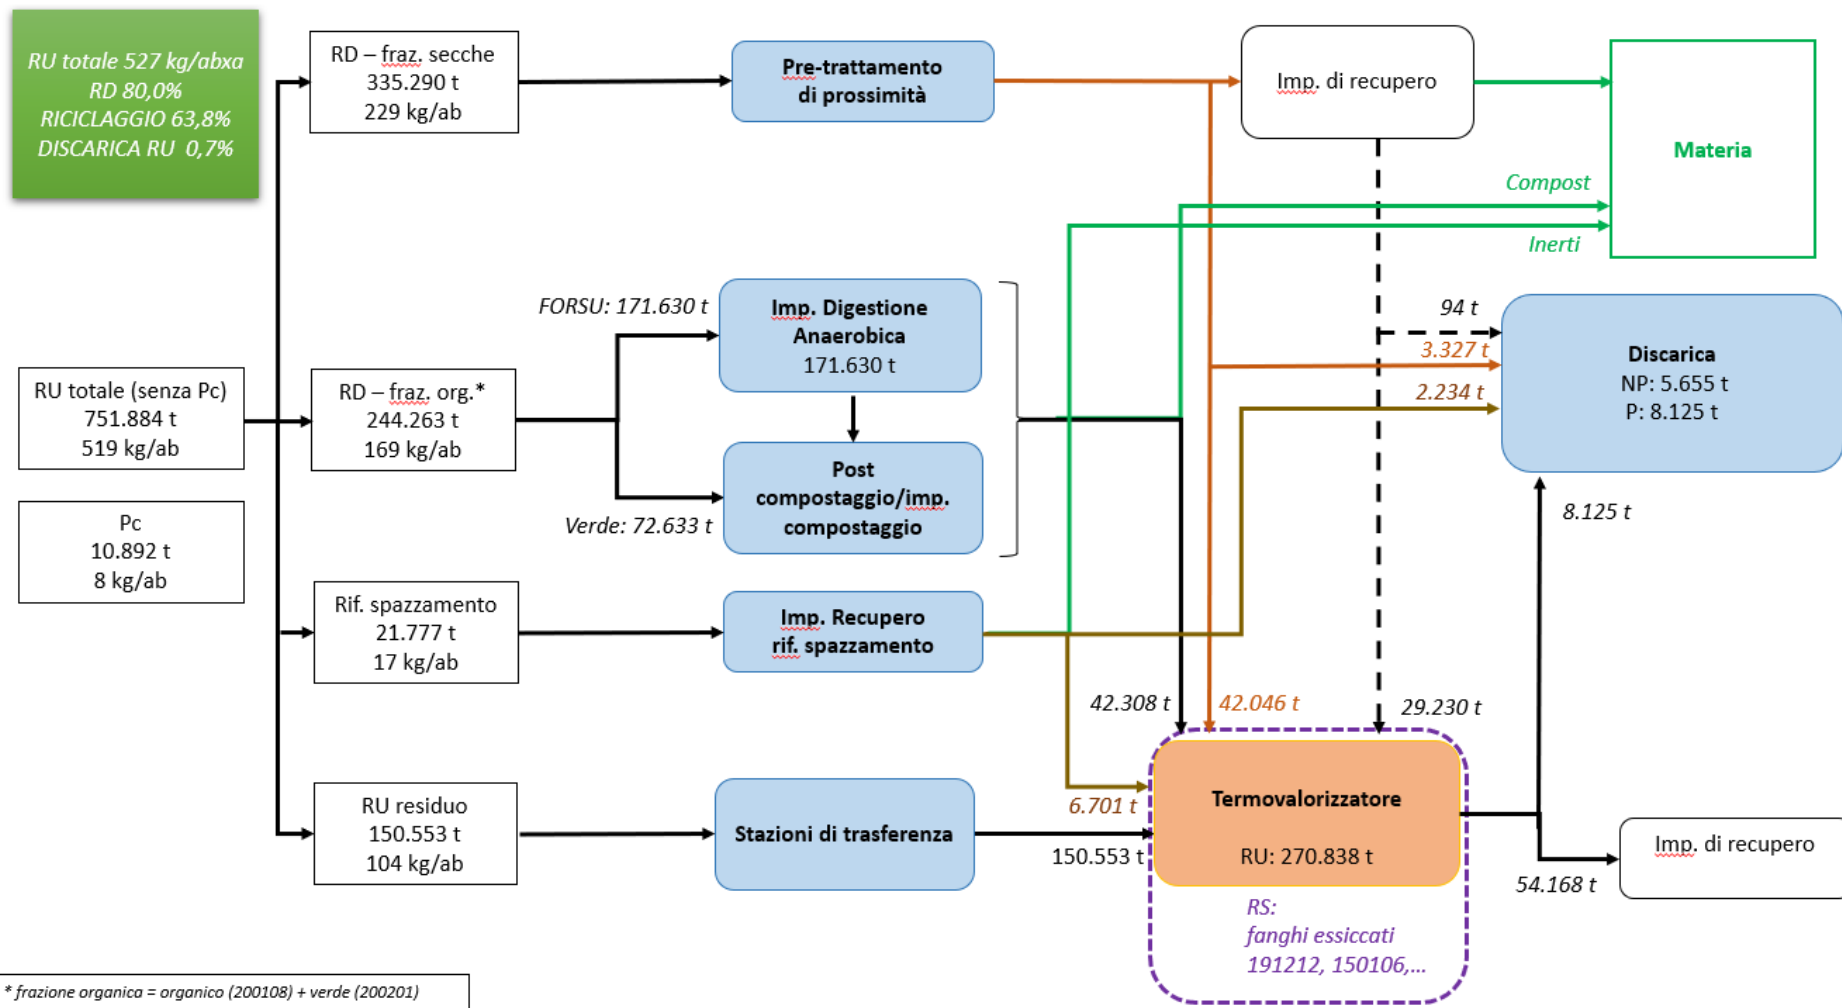 RU totale 527 kg/abxa
RD 80,0%
RICICLAGGIO 63,8%
DISCARICA RU 0,7%
RD – fraz. secche
335.290 t
229 kg/ab
Pre-trattamento
di prossimità
Imp. di recupero
Materia
Compost
Inerti
RU totale (senza Pc)
751.884 t
519 kg/ab
Pc
10.892 t
8 kg/ab
RD – fraz. org.*
244.263 t
169 kg/ab
FORSU: 171.630 t
Verde: 72.633 t
Imp. Digestione
Anaerobica
171.630 t
Post
compostaggio/imp.
compostaggio
94 t
3.327 t
2.234 t
Discarica
NP: 5.655 t
P: 8.125 t
8.125 t
Rif. spazzamento
21.777 t
17 kg/ab
Imp. Recupero
rif. spazzamento
42.308 t
42.046 t
29.230 t
RU residuo
150.553 t
104 kg/ab
Stazioni di trasferenza
6.701 t
150.553 t
Termovalorizzatore
RU: 270.838 t
RS:
fanghi essiccati
191212, 150106,...
Imp. di recupero
54.168 t
* frazione organica = organico (200108) + verde (200201)